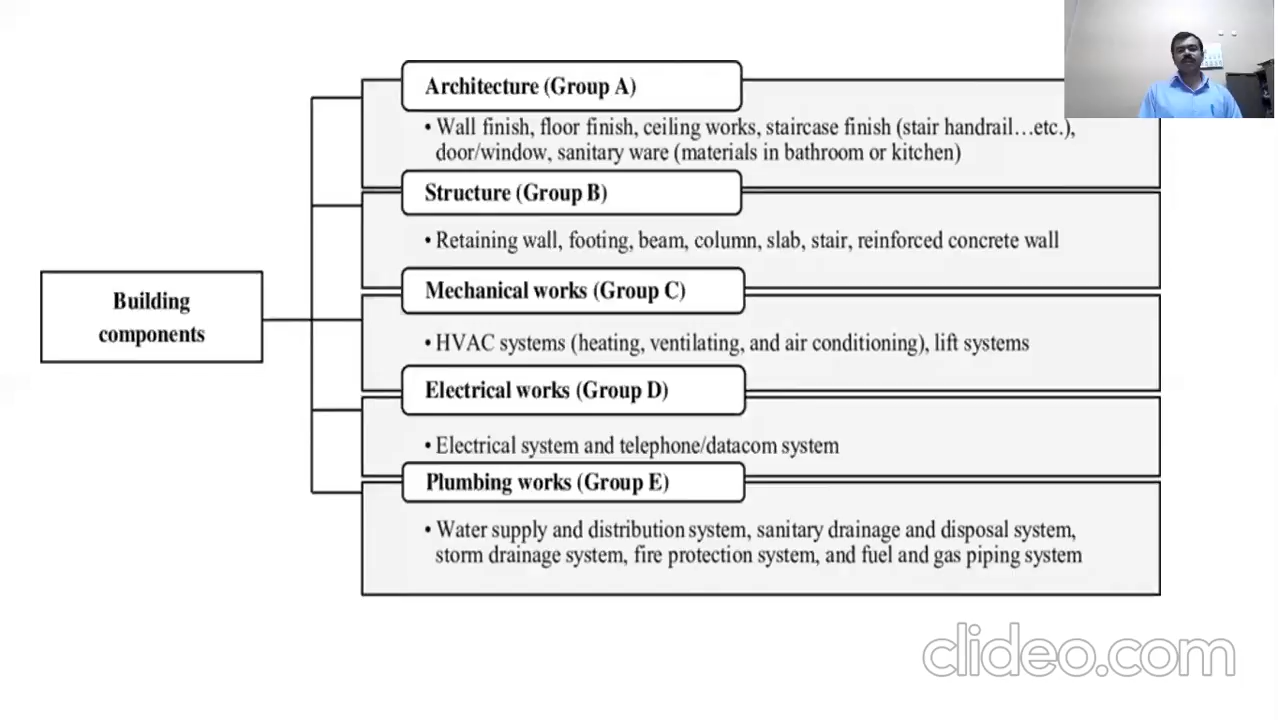 Architecture (Group A)
• Wall finish, floor finish, ceiling works, staircase finish (stair handrail…etc.),
door/window, sanitary ware (materials in bathroom or kitchen)
Structure (Group B)
• Retaining wall, footing, beam, column, slab, stair, reinforced concrete wall
Building
components
Mechanical works (Group C)
• HVAC systems (heating, ventilating, and air conditioning), lift systems
Electrical works (Group D)
• Electrical system and telephone/datacom system
Plumbing works (Group E)
• Water supply and distribution system, sanitary drainage and disposal system,
storm drainage system, fire protection system, and fuel and gas piping system
clideo.com